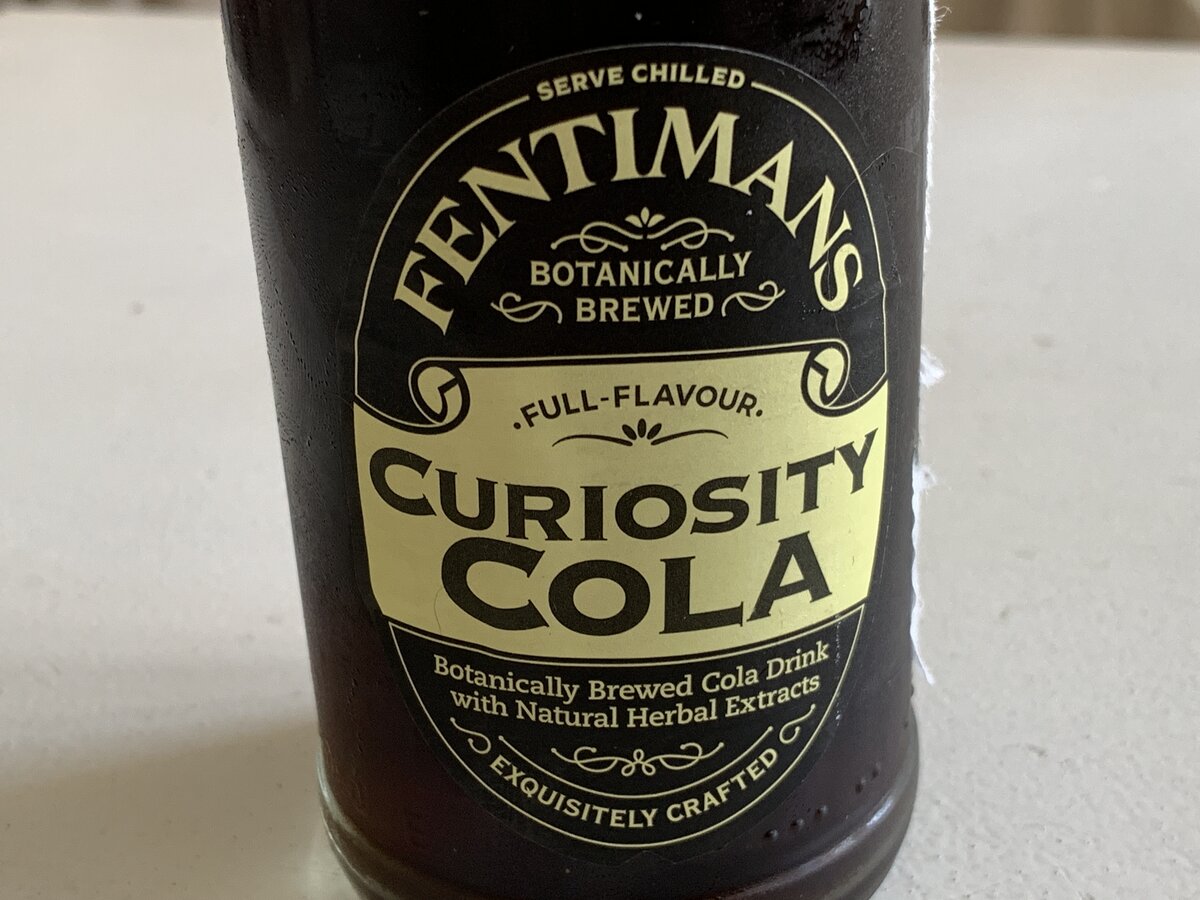 SERVE CHILLED
FENTIMANS
BOTANICALLY
BREWED
·FULL-FLAVOUR·
CURIOSITY
COLA
Botanically Brewed Cola Drink
with Natural Herbal Extracts
EXQUISITELY CRAFTED